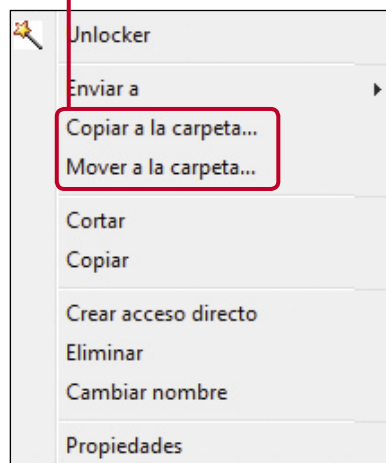 Unlocker
Enviar a
Copiar a la carpeta...
Mover a la carpeta...
Cortar
Copiar
Crear acceso directo
Eliminar
Cambiar nombre
Propiedades